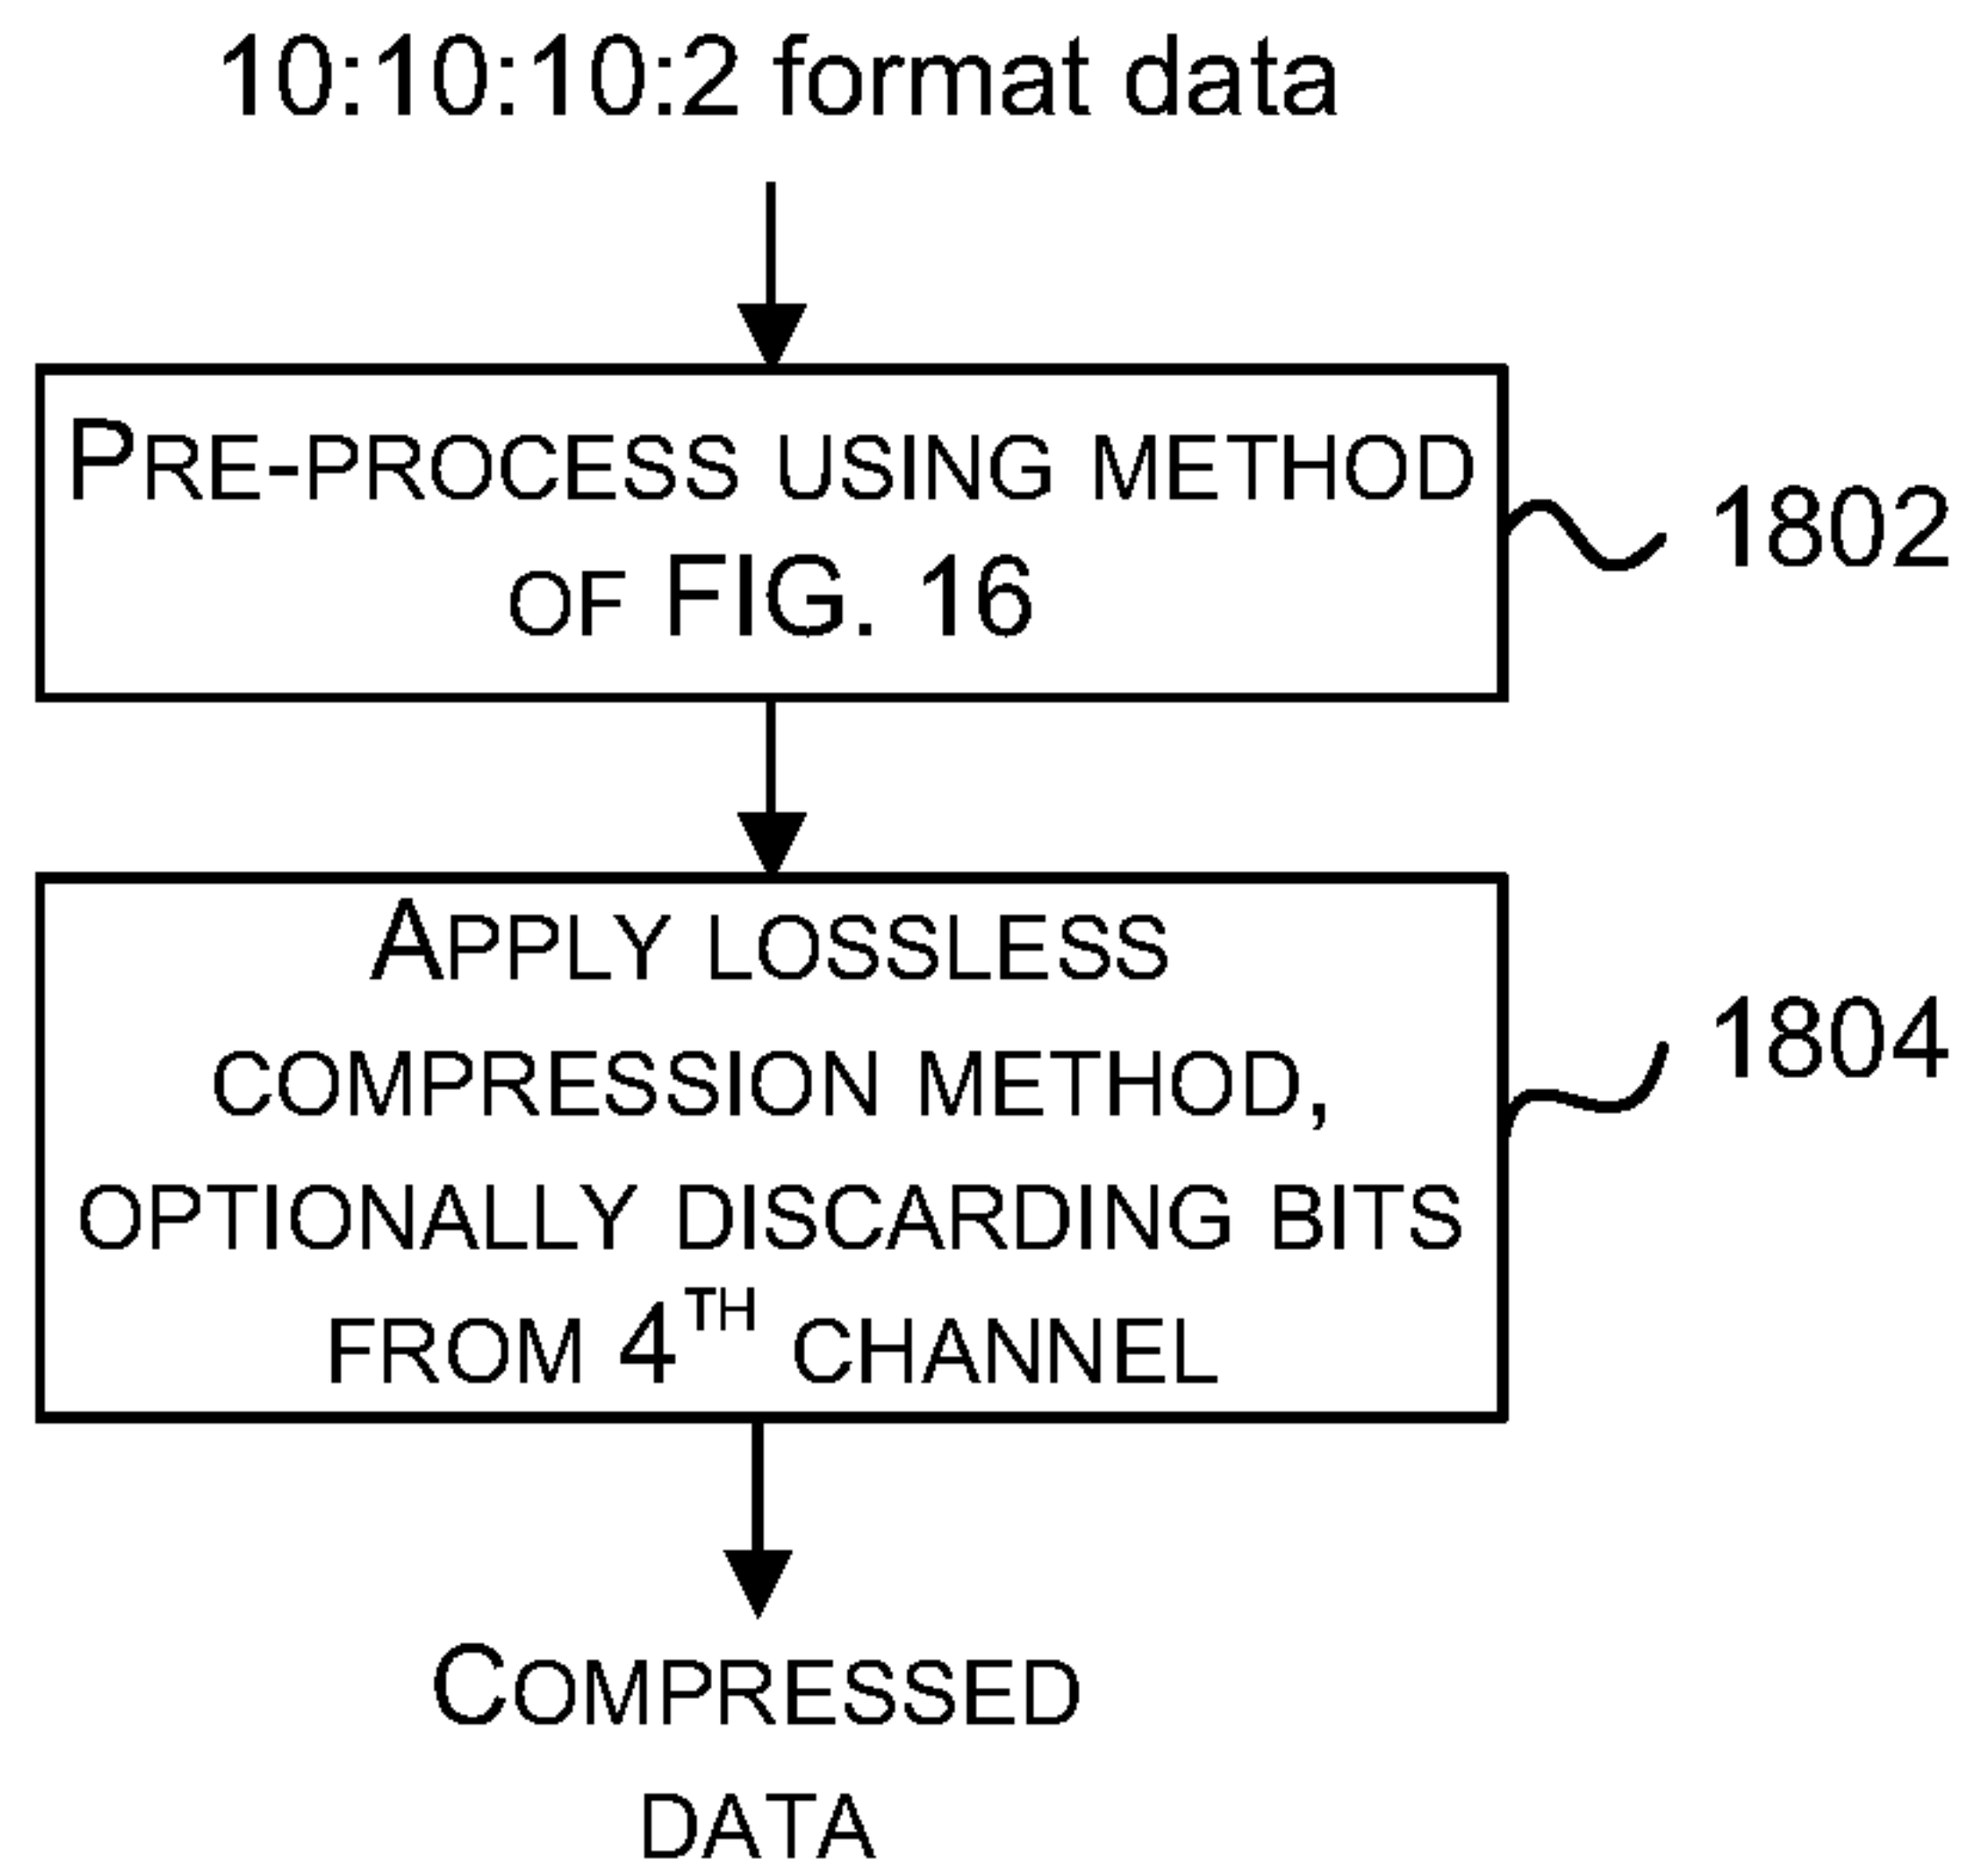 10:10:10:2 format data
PRE-PROCESS USING METHOD
OF FIG. 16
1802
APPLY LOSSLESS
COMPRESSION METHOD,
OPTIONALLY DISCARDING BITS
FROM 4TH CHANNEL
1804
COMPRESSED
DATA